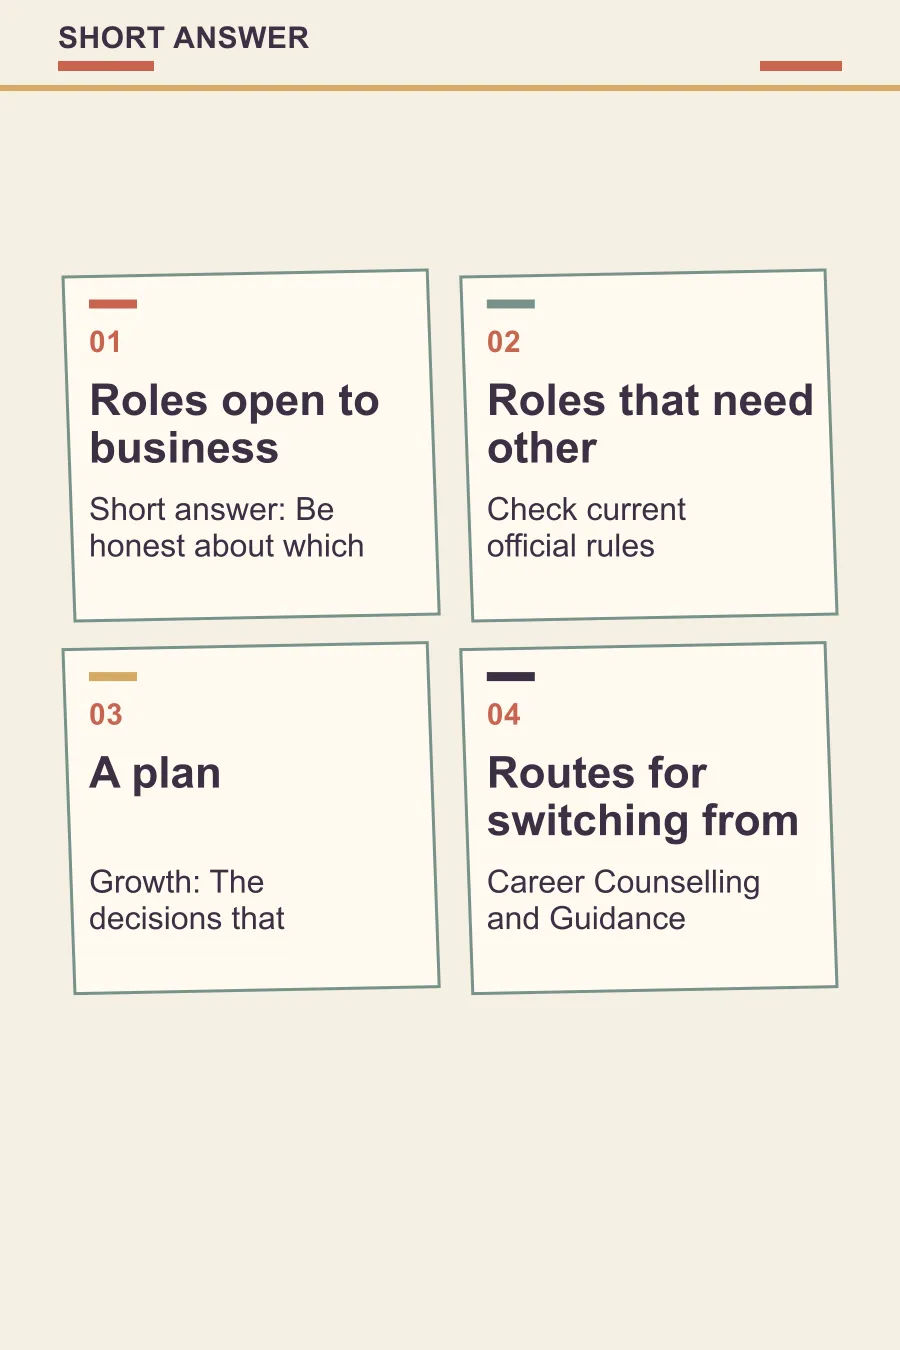 SHORT ANSWER
01
Roles open to
business
Short answer: Be
honest about which
02
Roles that need
other
Check current
official rules
03
A plan
Growth: The
decisions that
04
Routes for
switching from
Career Counselling
and Guidance